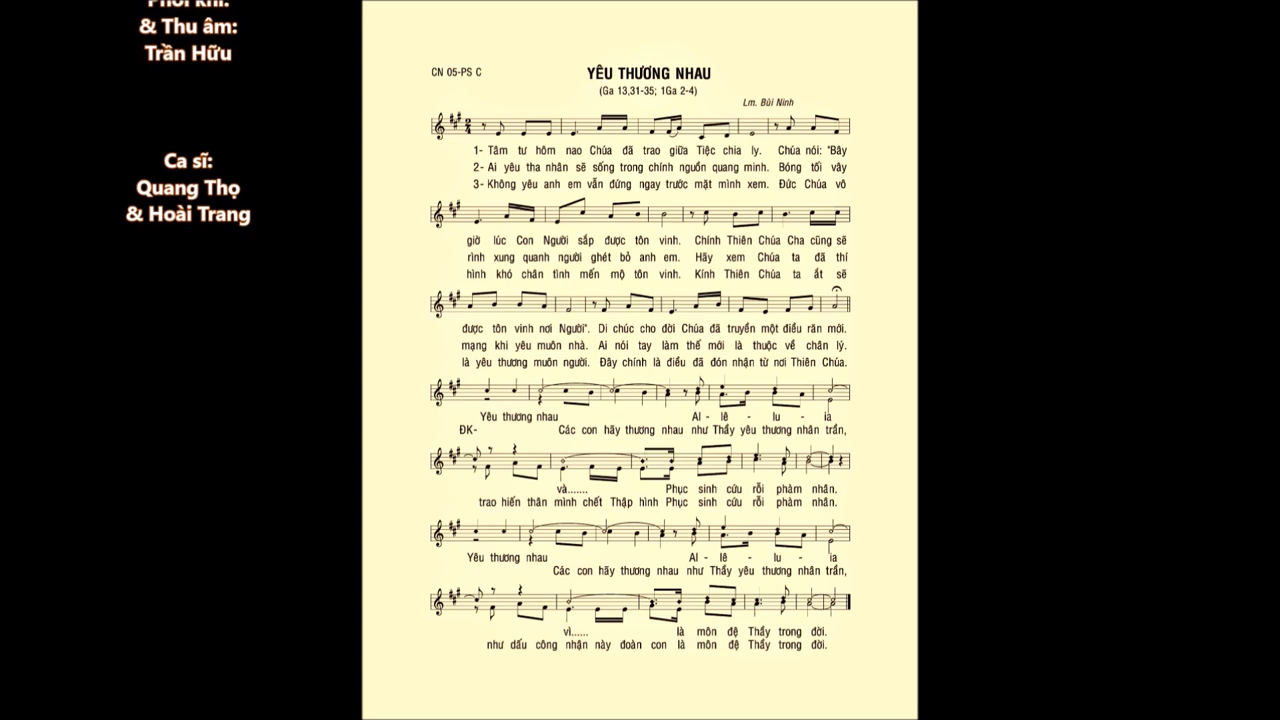 Phối khí:
& Thu âm:
Trần Hữu
Ca sĩ:
Quang Thọ
& Hoài Trang
CN 05-PS C
YÊU THƯƠNG NHAU
(Ga 13,31-35; 1Ga 2-4)
Lm. Bùi Ninh
1- Tâm tư hôm nao Chúa đã trao giữa Tiệc chia ly. Chúa nói: "Bây
2- Ai yêu tha nhân sẽ sống trong chính nguồn quang minh. Bóng tối vây
3- Không yêu anh em vẫn đứng ngay trước mặt mình xem. Đức Chúa vô
giờ lúc Con Người sắp được tôn vinh. Chính Thiên Chúa Cha cũng sẽ
rình xung quanh người ghét bỏ anh em. Hãy xem Chúa ta đã thí
hình khó chân tình mến mộ tôn vinh. Kính Thiên Chúa ta ắt sẽ
được tôn vinh nơi Người". Di chúc cho đời Chúa đã truyền một điều răn mới.
mạng khi yêu muôn nhà. Ai nói tay làm thế mới là thuộc về chân lý.
là yêu thương muôn người. Đây chính là điều đã đón nhận từ nơi Thiên Chúa.
Yêu thương nhau Al - lê - lu - ia
ĐK- Các con hãy thương nhau như Thầy yêu thương nhân trần,
và....... Phục sinh cứu rỗi phàm nhân.
trao hiến thân mình chết Thập hình Phục sinh cứu rỗi phàm nhân.
Yêu thương nhau Al - lê - lu - ia
Các con hãy thương nhau như Thầy yêu thương nhân trần,
vì...... là môn đệ Thầy trong đời.
như dấu công nhận này đoàn con là môn đệ Thầy trong đời.